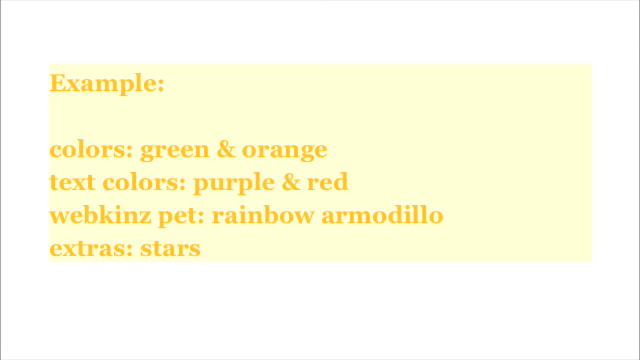 Example:
colors: green & orange
text colors: purple & red
webkinz pet: rainbow armodillo
extras: stars